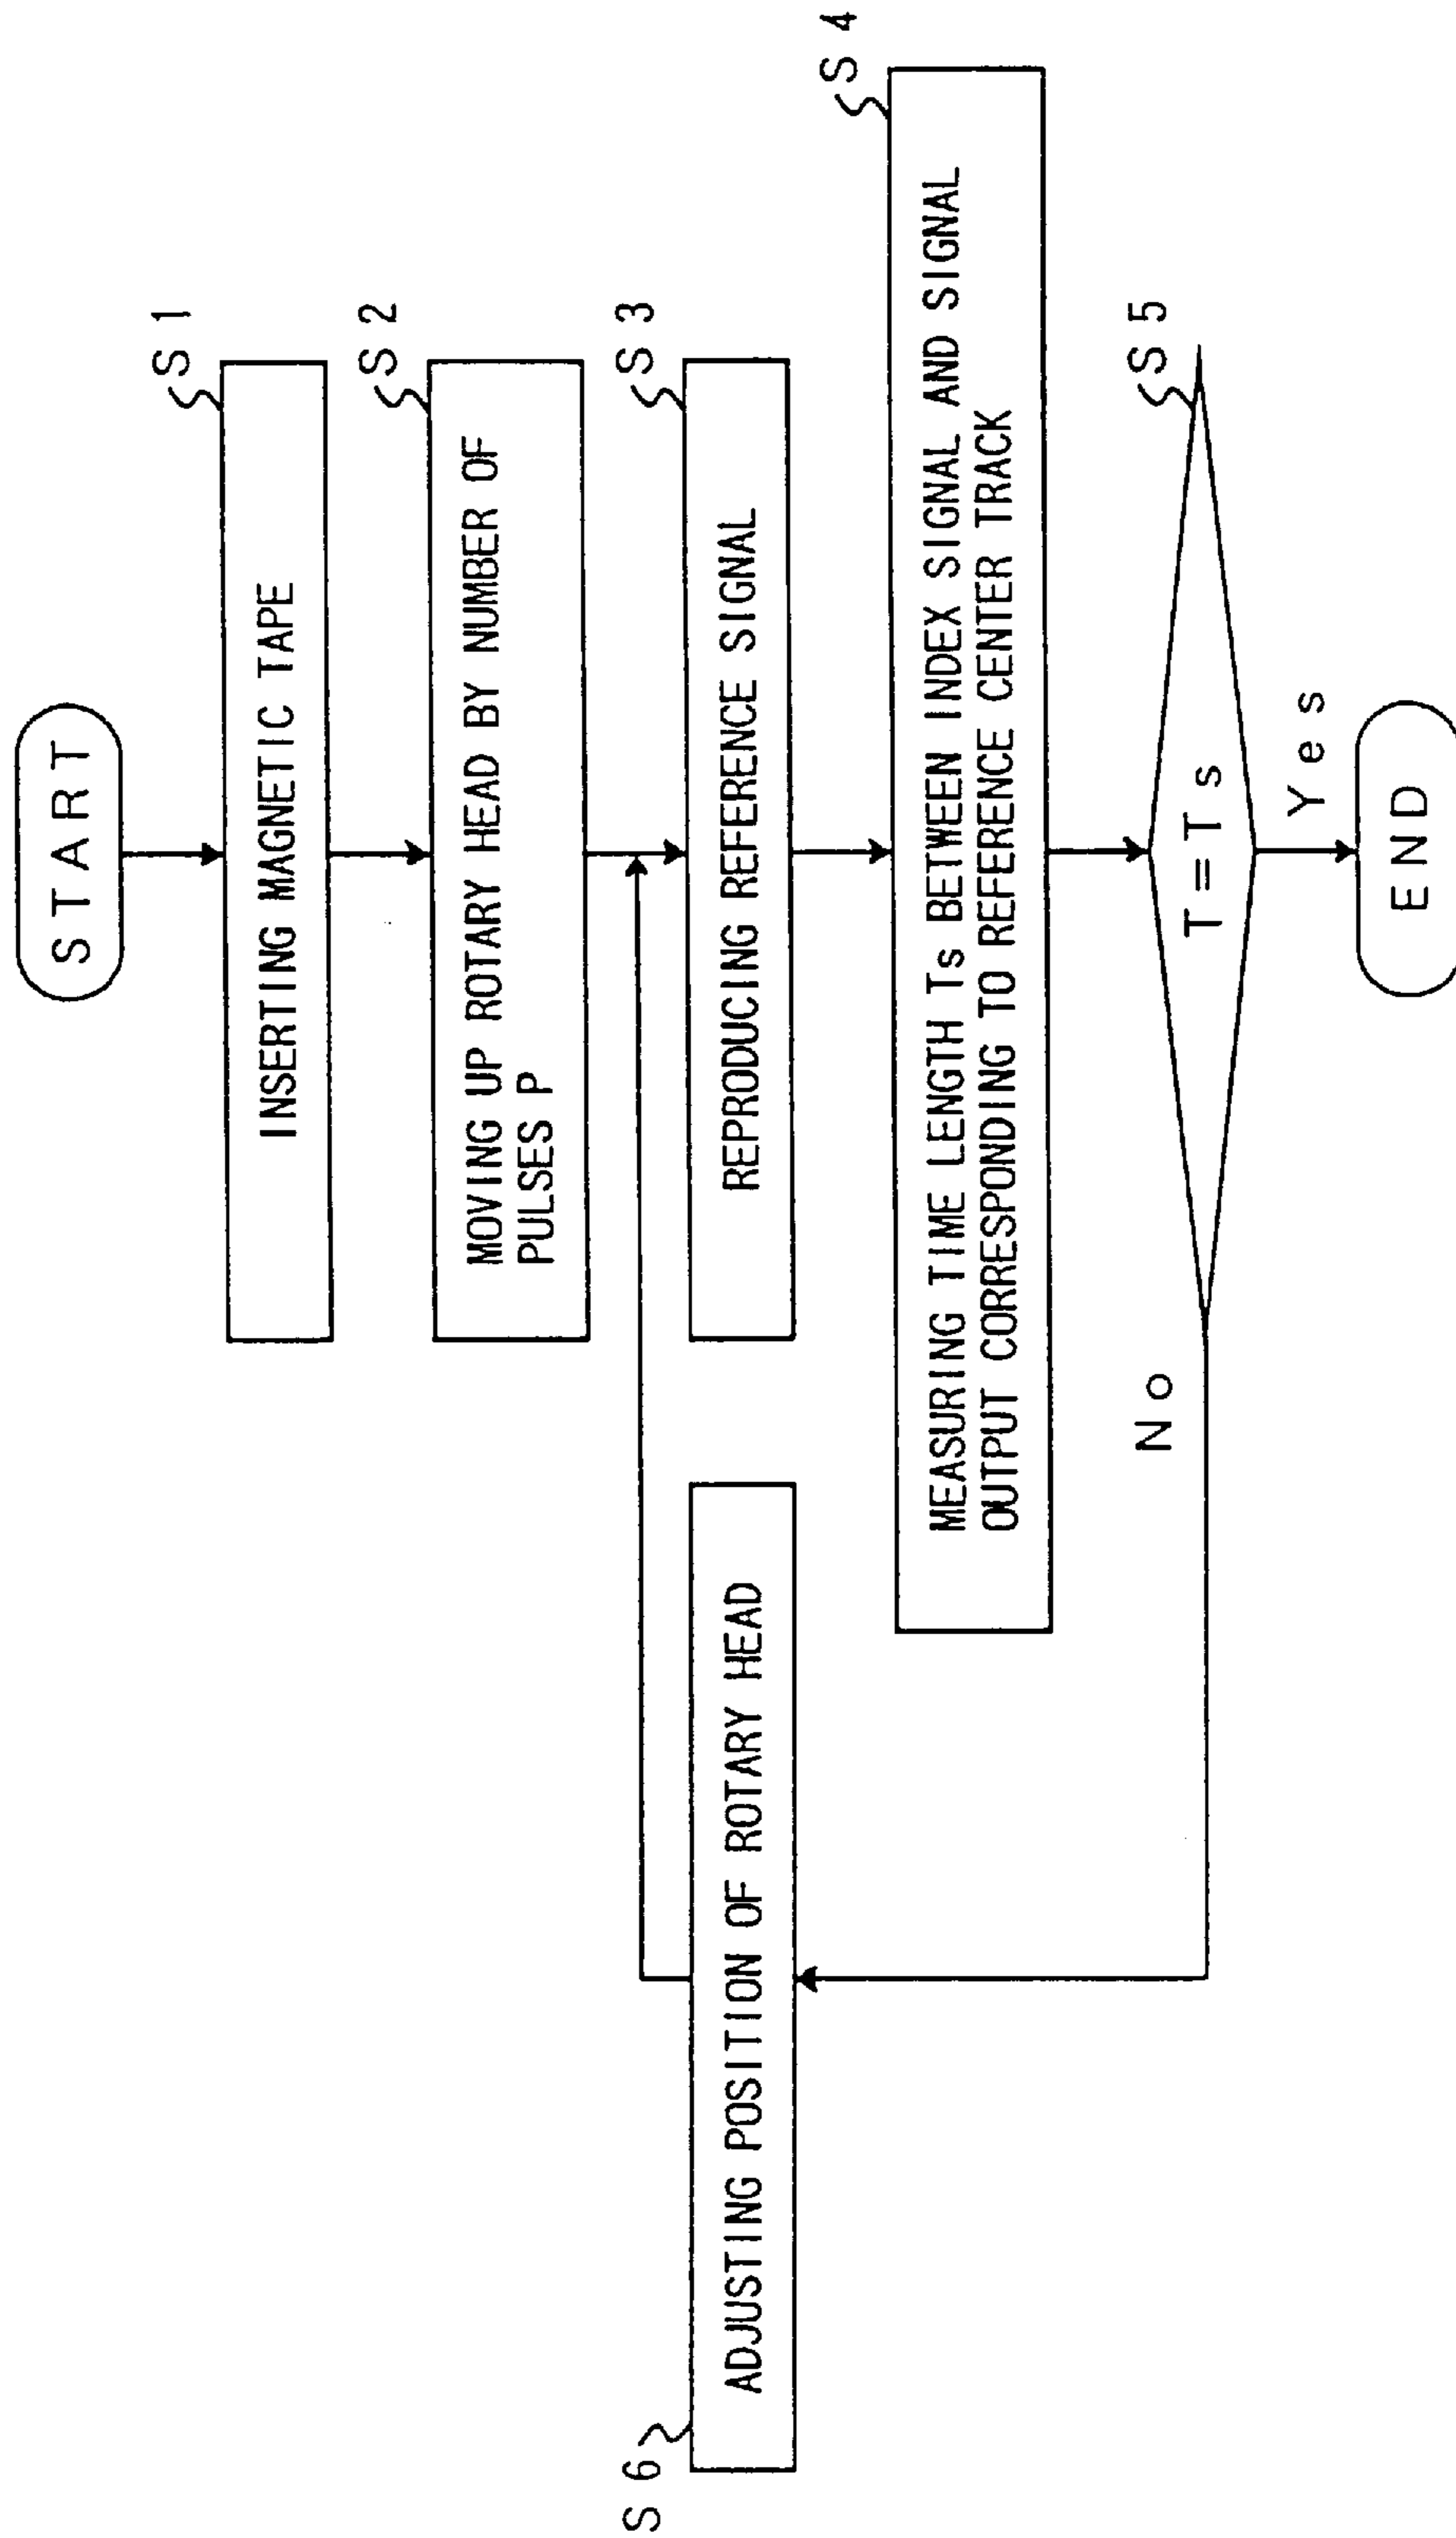 START
S1
INSERTING MAGNETIC TAPE
S2
MOVING UP ROTARY HEAD BY NUMBER OF
PULSES P
S3
REPRODUCING REFERENCE SIGNAL
S4
MEASURING TIME LENGTH Ts BETWEEN INDEX SIGNAL AND SIGNAL
OUTPUT CORRESPONDING TO REFERENCE CENTER TRACK
S5
T=Ts
No
Yes
S6
ADJUSTING POSITION OF ROTARY HEAD
END